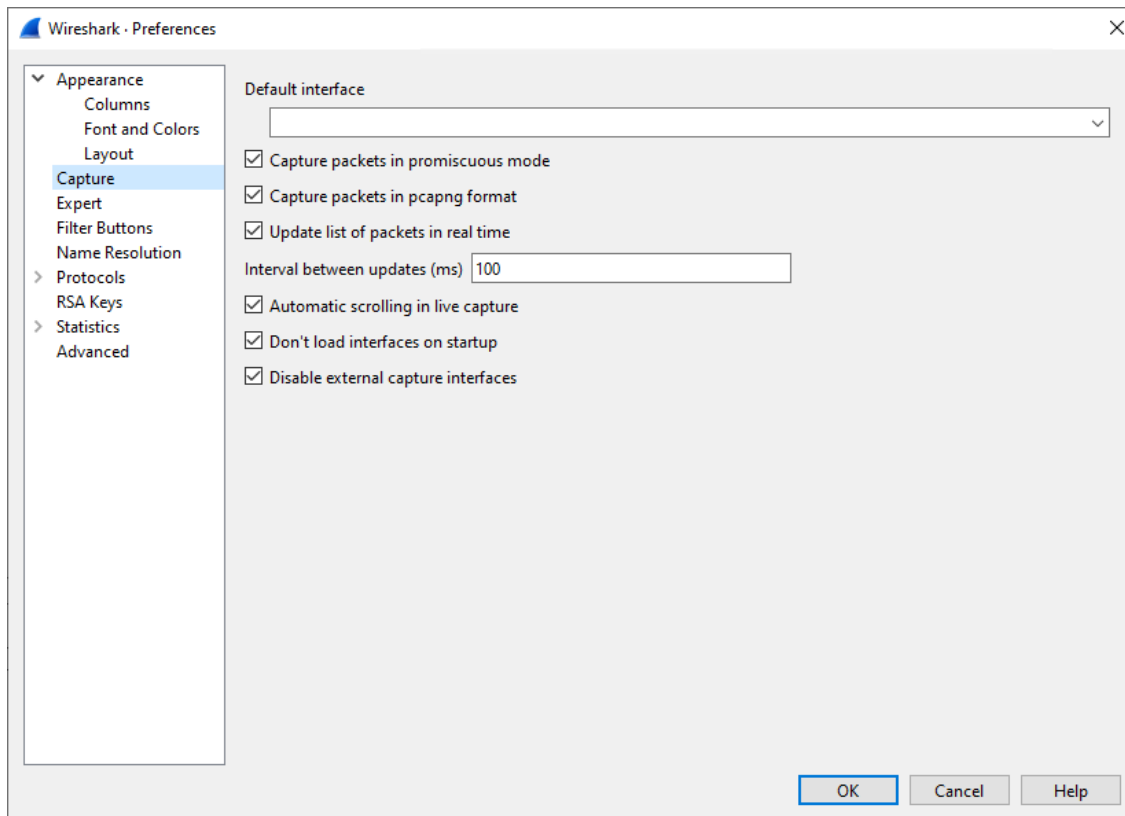 Wireshark · Preferences
Appearance
Columns
Font and Colors
Layout
Capture
Expert
Filter Buttons
Name Resolution
Protocols
RSA Keys
Statistics
Advanced
Default interface
Capture packets in promiscuous mode
Capture packets in pcapng format
Update list of packets in real time
Interval between updates (ms) 100
Automatic scrolling in live capture
Don't load interfaces on startup
Disable external capture interfaces
OK Cancel Help